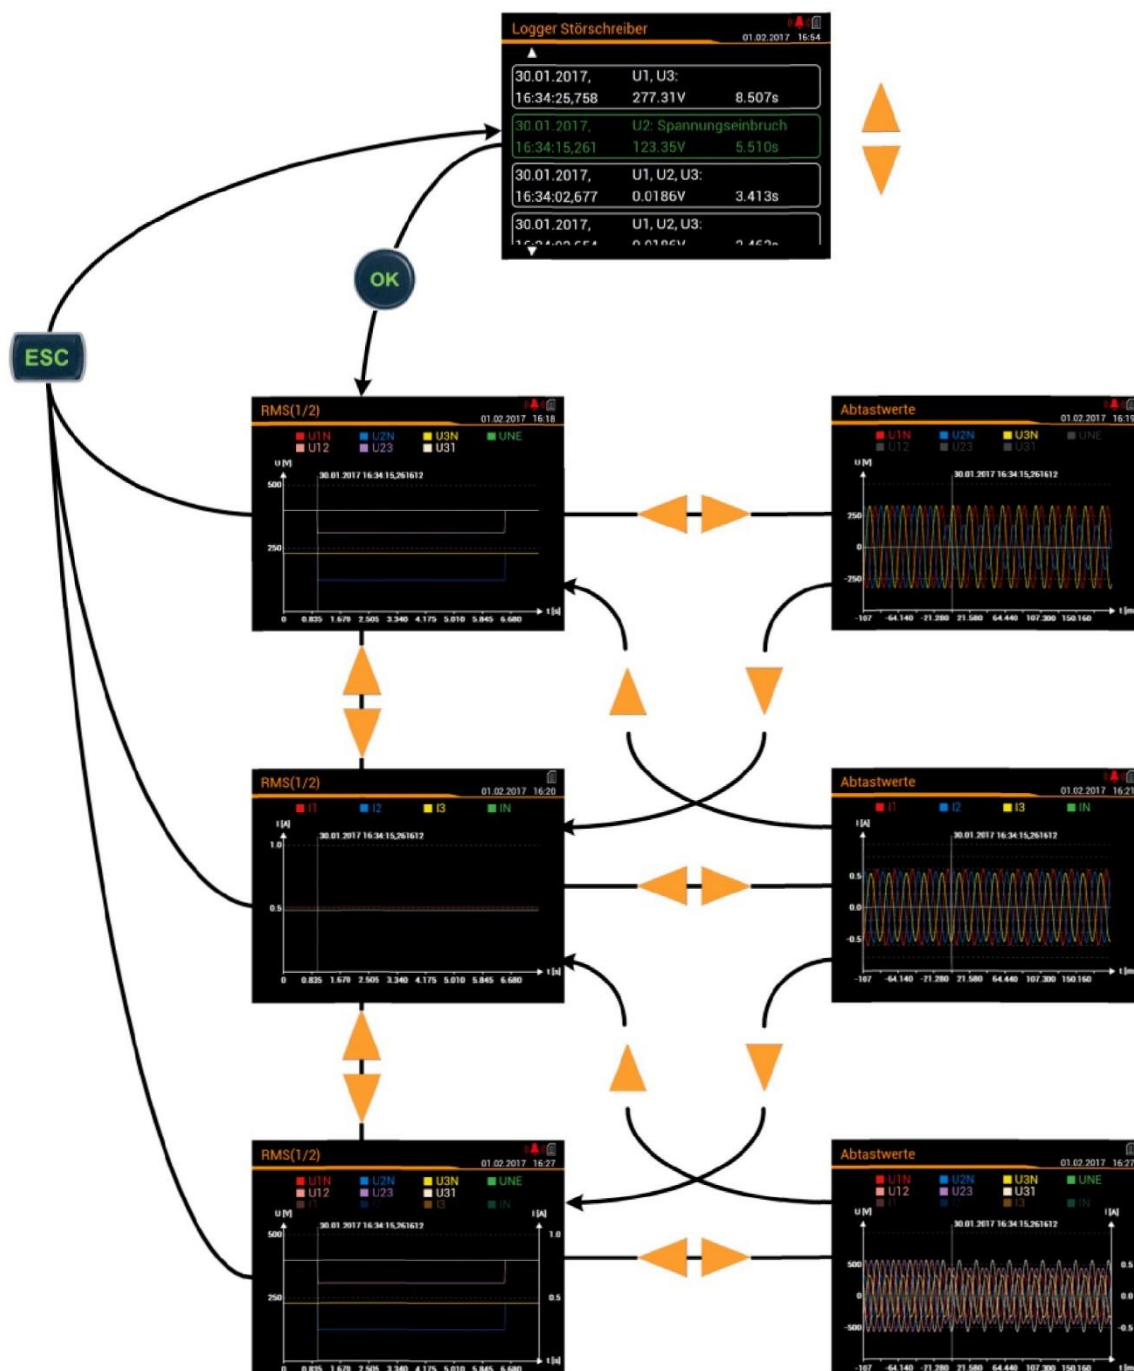 Logger Störschreiber
01.02.2017 16:54
30.01.2017, U1, U3:
16:34:25,758 277.31V 8.507s
30.01.2017, U2: Spannungseinbruch
16:34:15,261 123.35V 5.510s
30.01.2017, U1, U2, U3:
16:34:02,677 0.0186V 3.413s
30.01.2017, U1, U2, U3:
OK
ESC
RMS(1/2)
01.02.2017 16:18
U1N U2N U3N UNE
U12 U23 U31
U [V]
30.01.2017 16:34:15,261612
500
250
t [s]
0 0.835 1.670 2.505 3.340 4.175 5.010 5.845 6.680
Abtastwerte
01.02.2017 16:19
U1N U2N U3N UNE
U12 U23 U31
U [V]
30.01.2017 16:34:15,261612
250
0
-250
t [m
-107 -64.140 -21.280 21.580 64.440 107.300 150.160
RMS(1/2)
01.02.2017 16:20
I1 I2 I3 IN
I [A]
30.01.2017 16:34:15,261612
1.0
0.5
t [s]
0 0.835 1.670 2.505 3.340 4.175 5.010 5.845 6.680
Abtastwerte
01.02.2017 16:21
I1 I2 I3 IN
I [A]
30.01.2017 16:34:15,261612
0.5
0.0
-0.5
t [m
-107 -64.140 -21.280 21.580 64.440 107.300 150.160
RMS(1/2)
01.02.2017 16:27
U1N U2N U3N UNE
U12 U23 U31
I1 I2 I3 IN
U [V] I [A]
30.01.2017 16:34:15,261612
500 1.0
250 0.5
t [s]
0 0.835 1.670 2.505 3.340 4.175 5.010 5.845 6.680
Abtastwerte
01.02.2017 16:27
U1N U2N U3N UNE
U12 U23 U31
I1 I2 I3 IN
U [V] I [A]
30.01.2017 16:34:15,261612
500 0.5
0 0.0
-500 -0.5
t [m
-107 -64.140 -21.280 21.580 64.440 107.300 150.160